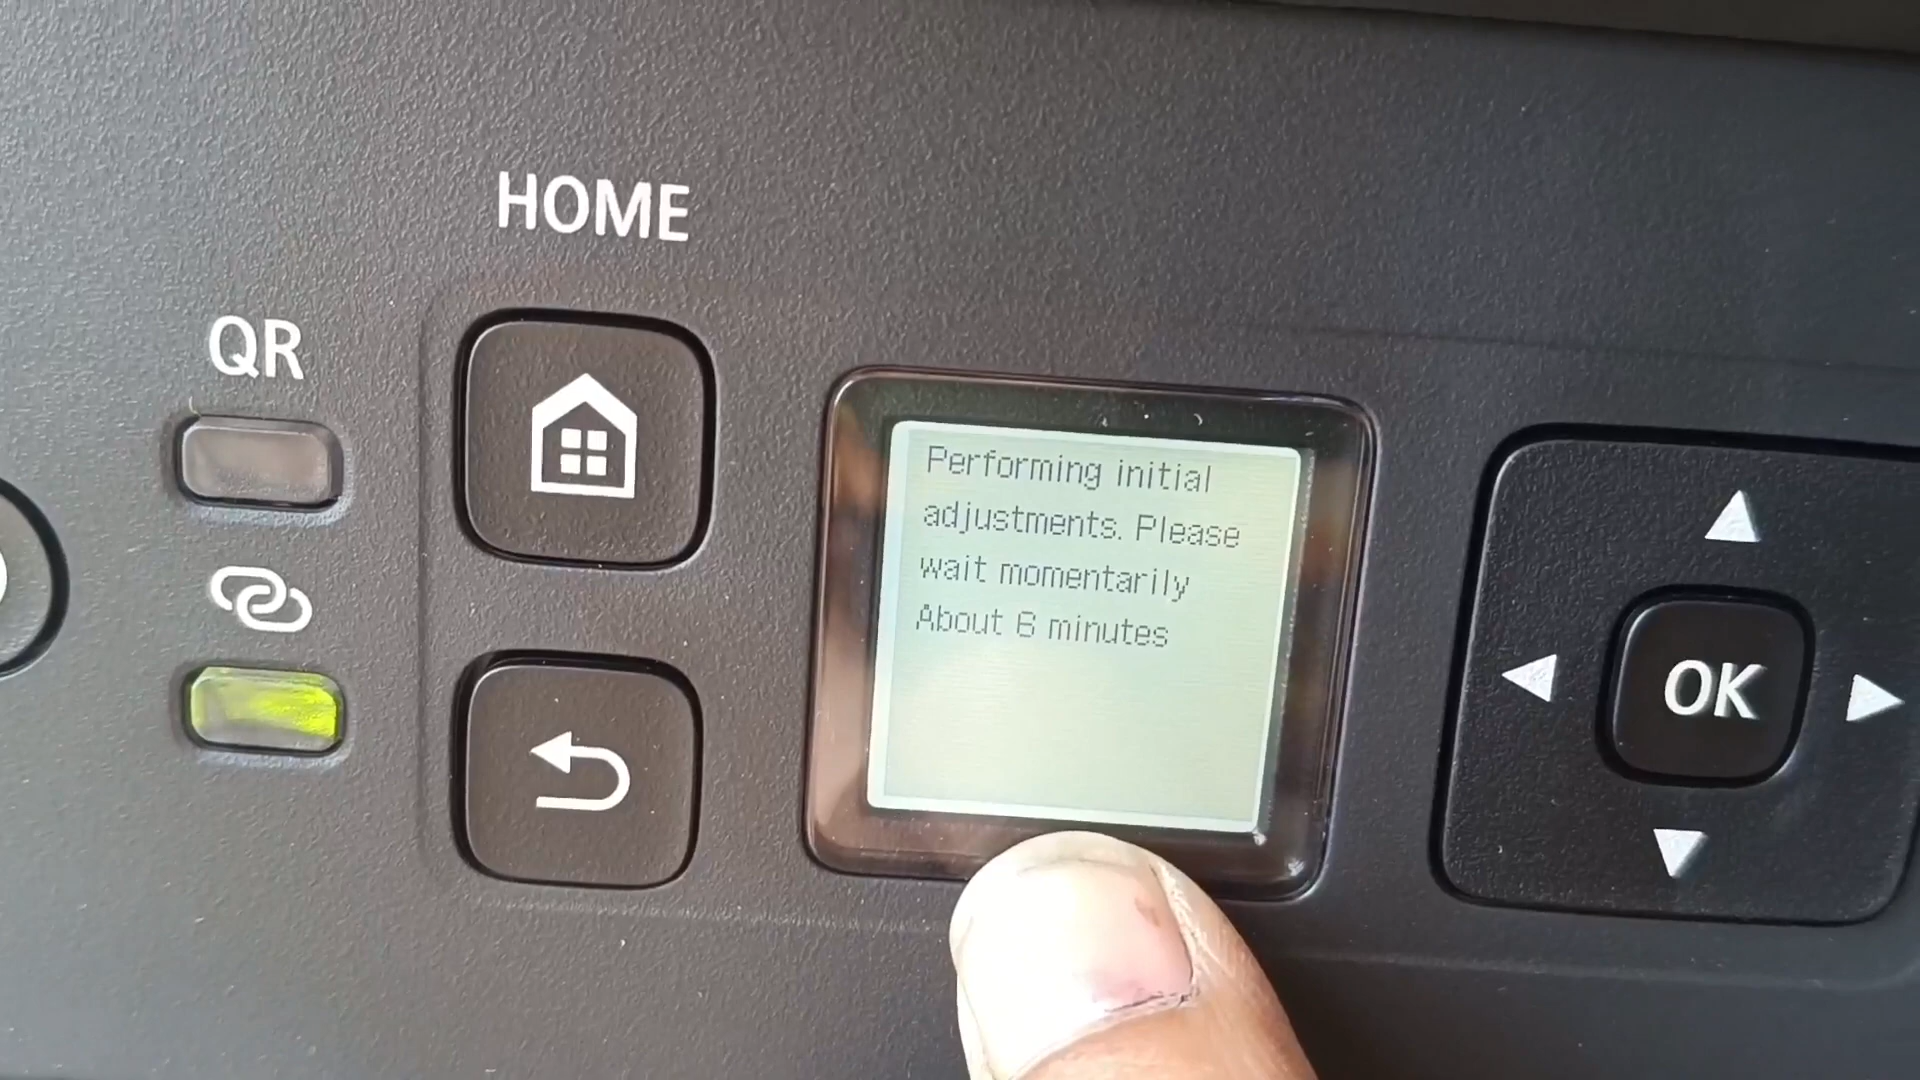 HOME
QR
Performing initial
adjustments. Please
wait momentarily
About 6 minutes
OK